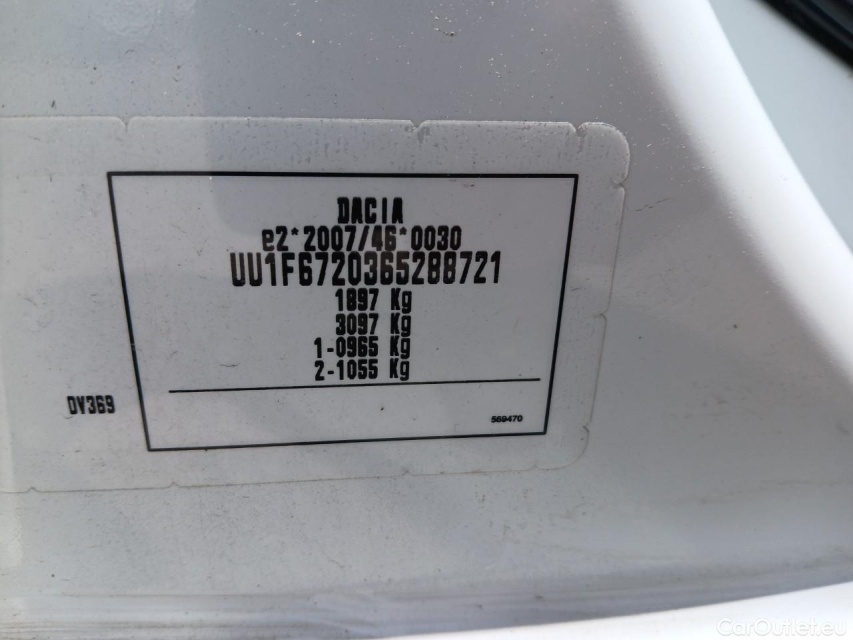 DACIA
e2*2007/46*0030
UU1F6720365288721
1897 Kg
3097 Kg
1-0965 Kg
2-1055 Kg
DV369
569470
CarOutlet.eu